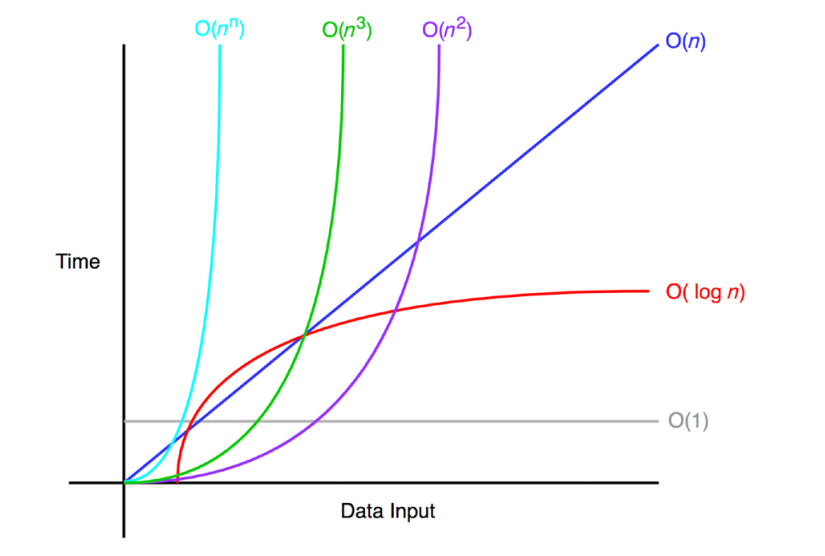 O(nⁿ)
O(n³)
O(n²)
O(n)
Time
O( log n)
O(1)
Data Input